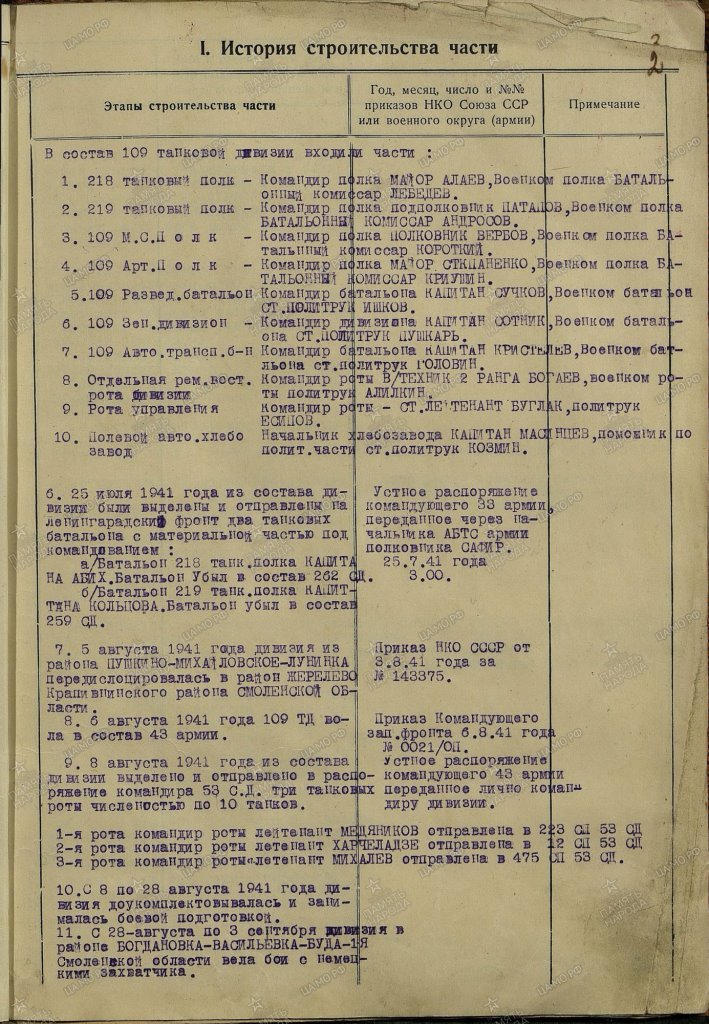 2
I. История строительства части
Этапы строительства части
Год, месяц, число и №№
приказов НКО Союза ССР
или военного округа (армии)
Примечание
В состав 109 танковой дивизии входили части :
1. 218 танковый полк - Командир полка МАЙОР АЛАЕВ,Военком полка БАТАЛЬ-
онный комиссар ЛЕБЕДЕВ.
2. 219 танковый полк - Командир полка подполковник ПАТАПОВ,Военком полка
БАТАЛЬОННЫЙ КОМИССАР АНДРОСОВ.
3. 109 М.С.П о л к - Командир полка ПОЛКОВНИК ВЕРБОВ,Военком полка БА-
тальнный комиссар КОРОТКИЙ.
4. 109 Арт.П о л к - Командир полка МАЙОР СТКПАНЕНКО,Военком полка БА-
ТАЛЬОННЫЙ КОМИССАР КРИУШИН.
5.109 Развед.батальон Командир батальона КАПИТАН СУЧКОВ,Военком батальона
СТ.ПОЛИТРУК ИШКОВ.
6. 109 Зен.дивизион - Командир дивизиона КАПИТАН СОТНИК,Военком баталь-
она СТ.ПОЛИТРУК ПУШКАРЬ.
7. 109 Авто.трансп.б-н Командир батальона КАПИТАН КРИСТЕЛЕВ,Военком бат-
льона ст.политрук ГОЛОВИН.
8. Отдельная рем.вост. Командир роты В/ТЕХНИК 2 РАНГА БОГАЕВ,военком ро-
рота дивизии ты политрук АЛИЛКИН.
9. Рота управления Командир роты - СТ.ЛЕЙТЕНАНТ БУГЛАК,политрук
ЕСИПОВ.
10. Полевой авто.хлебо Начальник хлебозавода КАПИТАН МАСИНЦЕВ,помощник по
завод полит.части ст.политрук КОЗМИН.
6. 25 июля 1941 года из состава ди-
визии были выделены и отправлены на
ленингарадский фронт два танковых
батальона с материальной частью под
командованием :
а/Батальон 218 танк.полка КАПИТА
НА АБИХ.Батальон Убыл в состав 262 СД.
б/Батальон 219 танк.полка КАПИТ-
ТАНА КОЛЬЦОВА.Батальон убыл в состав
259 СД.
Устное распоряжение
командующего 33 армии,
переданное через на-
чальника АБТС армии
полковника САФИР.
25.7.41 года
3.00.
7. 5 августа 1941 года дивизия из
района ПУШКИНО-МИХАЙЛОВСКОЕ-ЛУНИНКА
передислоцировалась в район ЖЕРЕЛЕВО
Крапивнинского района СМОЛЕНСКОЙ ОБ-
ласти.
Приказ НКО СССР от
3.8.41 года за
№ 143375.
8. 6 августа 1941 года 109 ТД во-
ла в состав 43 армии.
Приказ Командующего
зап.фронта 6.8.41 года
№ 0021/ОП.
9. 8 августа 1941 года из состава
дивизии выделено и отправлено в распо-
ряжение командира 53 С.Д. три танковых
роты численостью по 10 танков.
Устное распоряжение
командующего 43 армии
переданное лично коман-
диру дивизии.
1-я рота командир роты лейтенант МЕДЯНИКОВ отправлена в 223 СП 53 СД
2-я рота командир роты летенант ХАРЧЕЛАДЗЕ отправлена в 12 СП 53 СД
3-я рота командир роты летенант МИХАЛЕВ отправлена в 475 СП 53 СД.
10.С 8 по 28 августа 1941 года ди-
визия доукомплектовывалась и зани-
малась боевой подготовкой.
11. С 28-августа по 3 сентября дивизия в
районе БОГДАНОВКА-ВАСИЛЬЕВКА-БУДА-1Я
Смоленской области вела бои с немец-
кими захватчика.